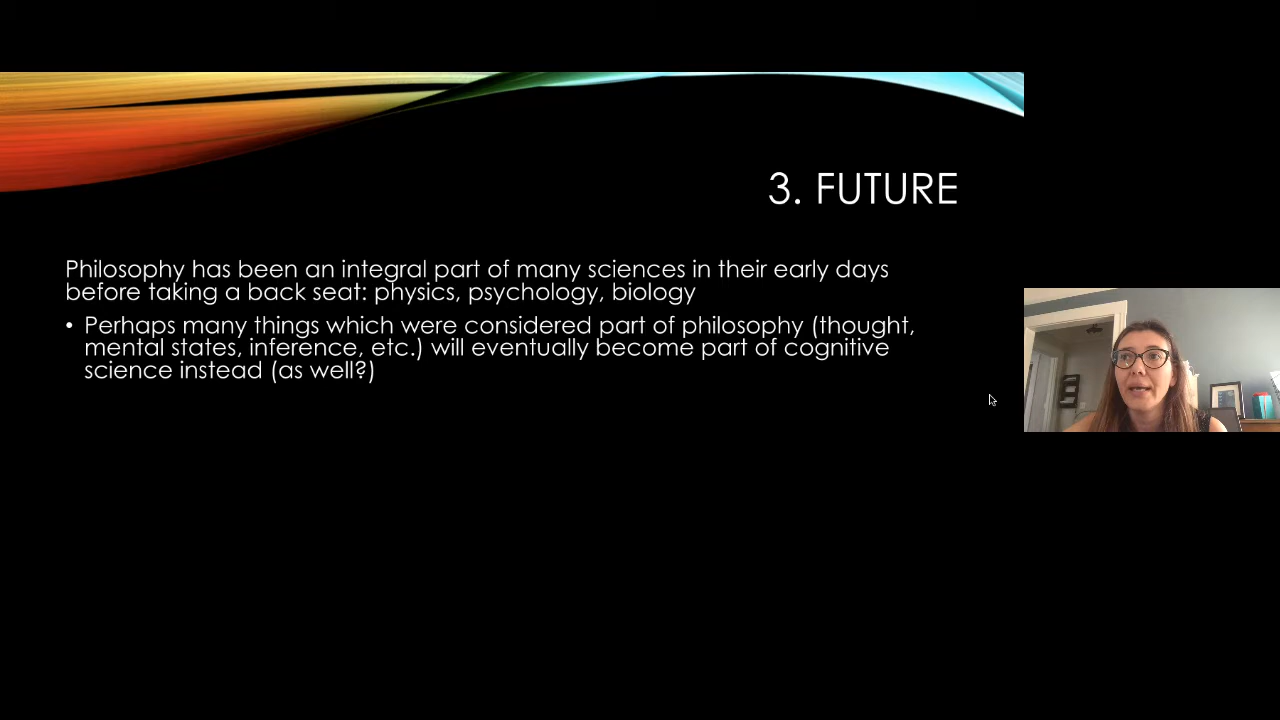 3. FUTURE
Philosophy has been an integral part of many sciences in their early days
before taking a back seat: physics, psychology, biology
• Perhaps many things which were considered part of philosophy (thought,
mental states, inference, etc.) will eventually become part of cognitive
science instead (as well?)